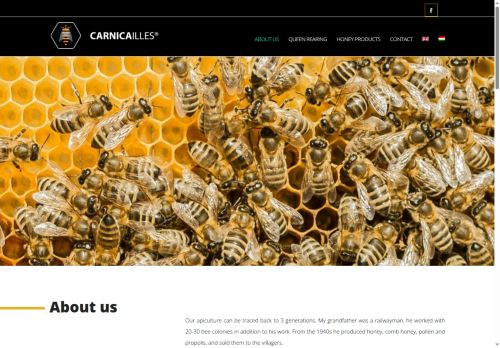 CARNICAILLES®
ABOUT US QUEEN REARING HONEY PRODUCTS CONTACT
About us
Our apiculture can be traced back to 3 generations. My grandfather was a railwayman, he worked with
20-30 bee colonies in addition to his work. From the 1940s he produced honey, comb honey, pollen and
propolis, and sold them to the villagers.